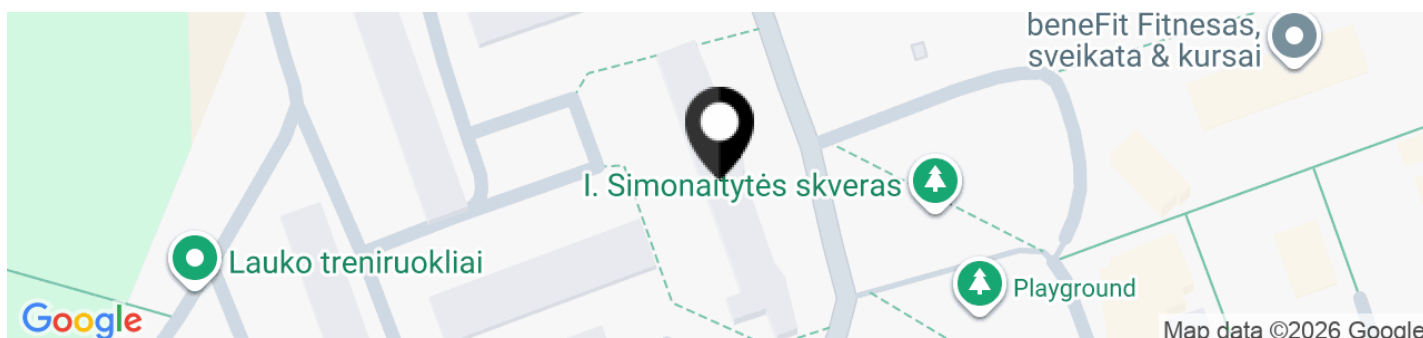 beneFit Fitnesas,
sveikata & kursai
I. Simonaitytės skveras
Lauko treniruokliai
Playground
Google
Map data ©2026 Google